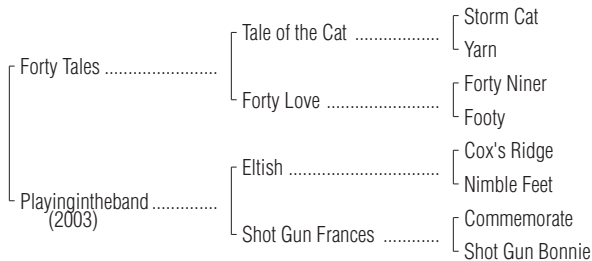 Storm Cat
Tale of the Cat ..................
Yarn
Forty Tales ........................
Forty Niner
Forty Love ........................
Footy
Cox's Ridge
Eltish ................................
Nimble Feet
Playingintheband ..............
(2003)
Commemorate
Shot Gun Frances ............
Shot Gun Bonnie